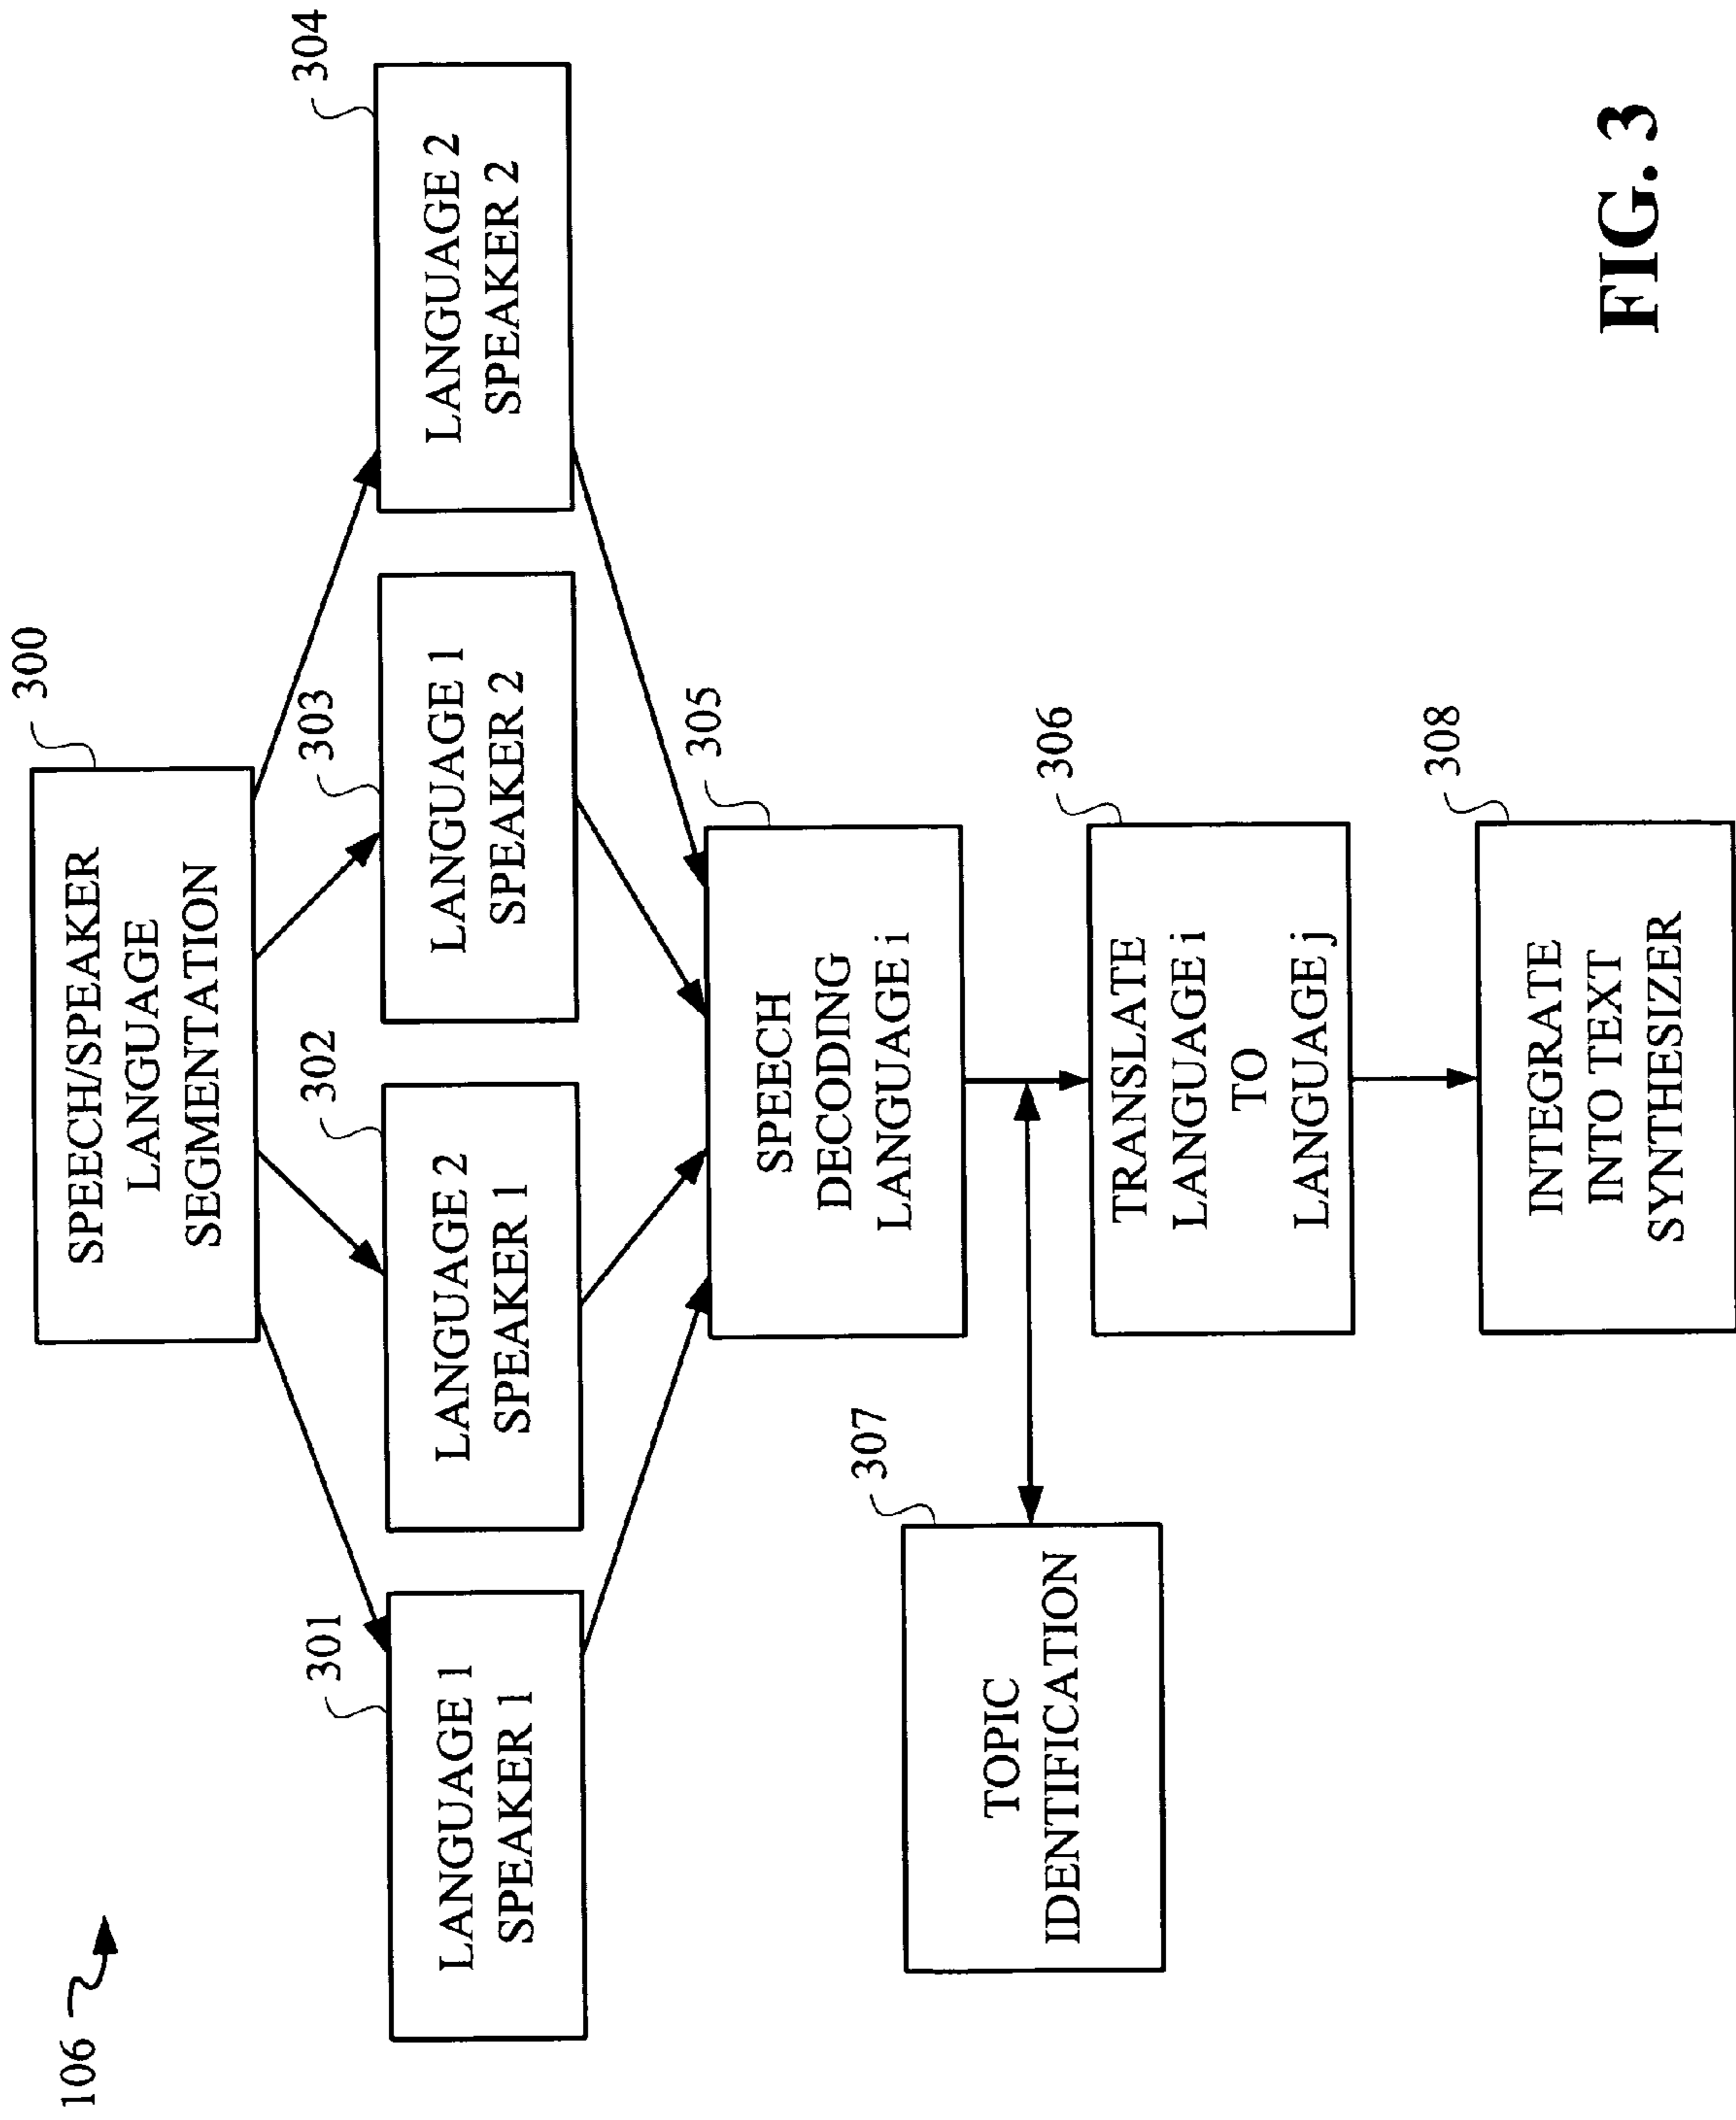 106
300
SPEECH/SPEAKER
LANGUAGE
SEGMENTATION
301
LANGUAGE 1
SPEAKER 1
302
LANGUAGE 2
SPEAKER 1
303
LANGUAGE 1
SPEAKER 2
304
LANGUAGE 2
SPEAKER 2
305
SPEECH
DECODING
LANGUAGE i
307
TOPIC
IDENTIFICATION
306
TRANSLATE
LANGUAGE i
TO
LANGUAGE j
308
INTEGRATE
INTO TEXT
SYNTHESIZER
FIG. 3